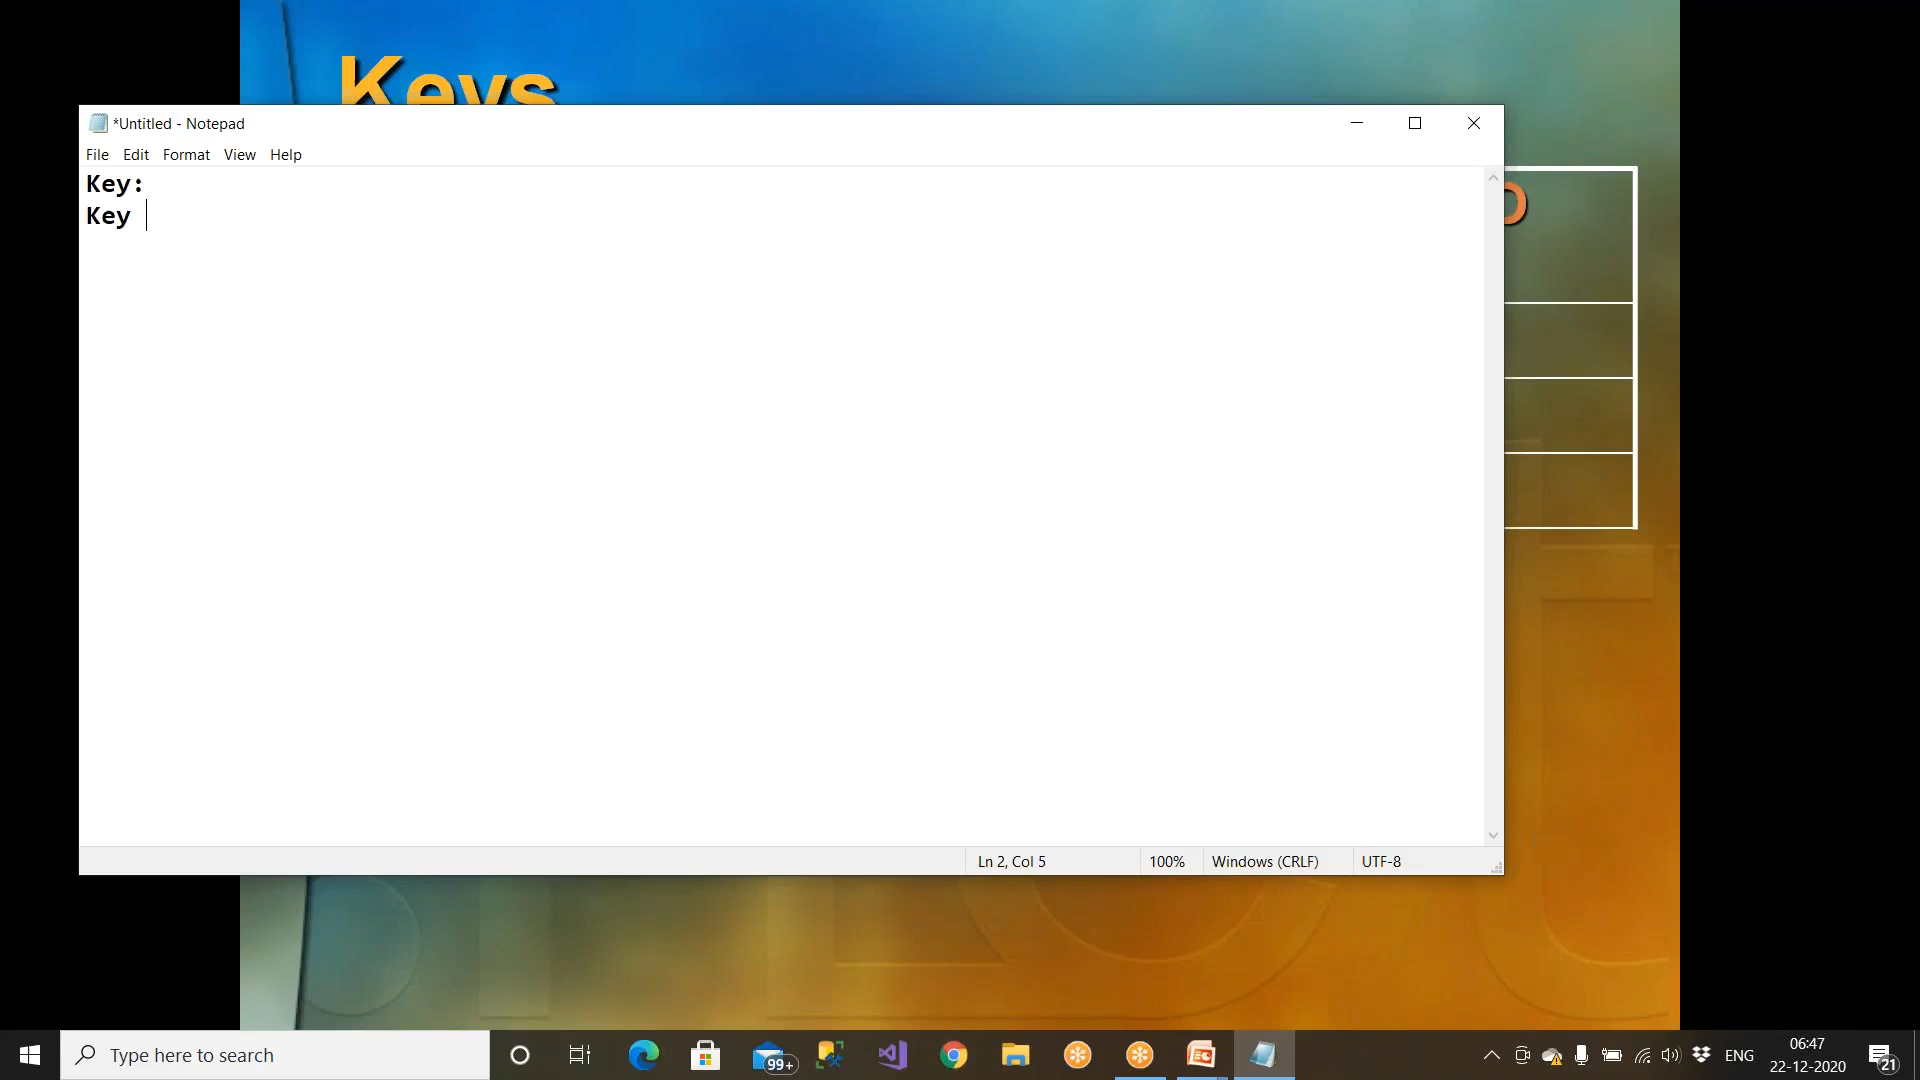 Keys
*Untitled - Notepad
File Edit Format View Help
Key:
Key
Ln 2, Col 5
100%
Windows (CRLF)
UTF-8
Type here to search
99+
ENG
06:47
22-12-2020
21